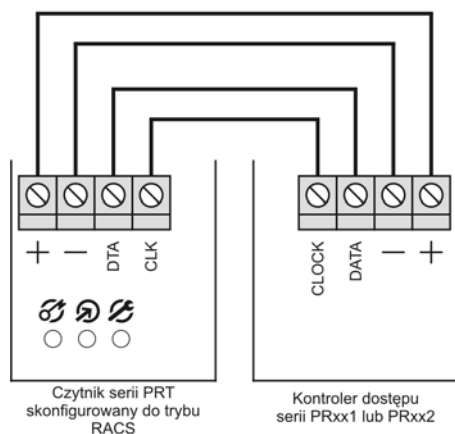 + — DTA CLK
CLOCK DATA — +
Czytnik serii PRT
skonfigurowany do trybu
RACS
Kontroler dostępu
serii PRxx1 lub PRxx2